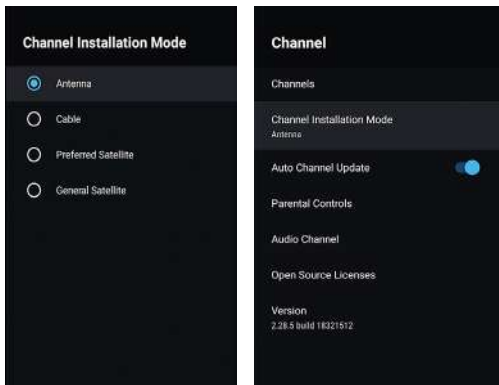 Channel Installation Mode
Antenna
Cable
Preferred Satellite
General Satellite
Channel
Channels
Channel Installation Mode
Antenna
Auto Channel Update
Parental Controls
Audio Channel
Open Source Licenses
Version
2.28.5 build 18321512